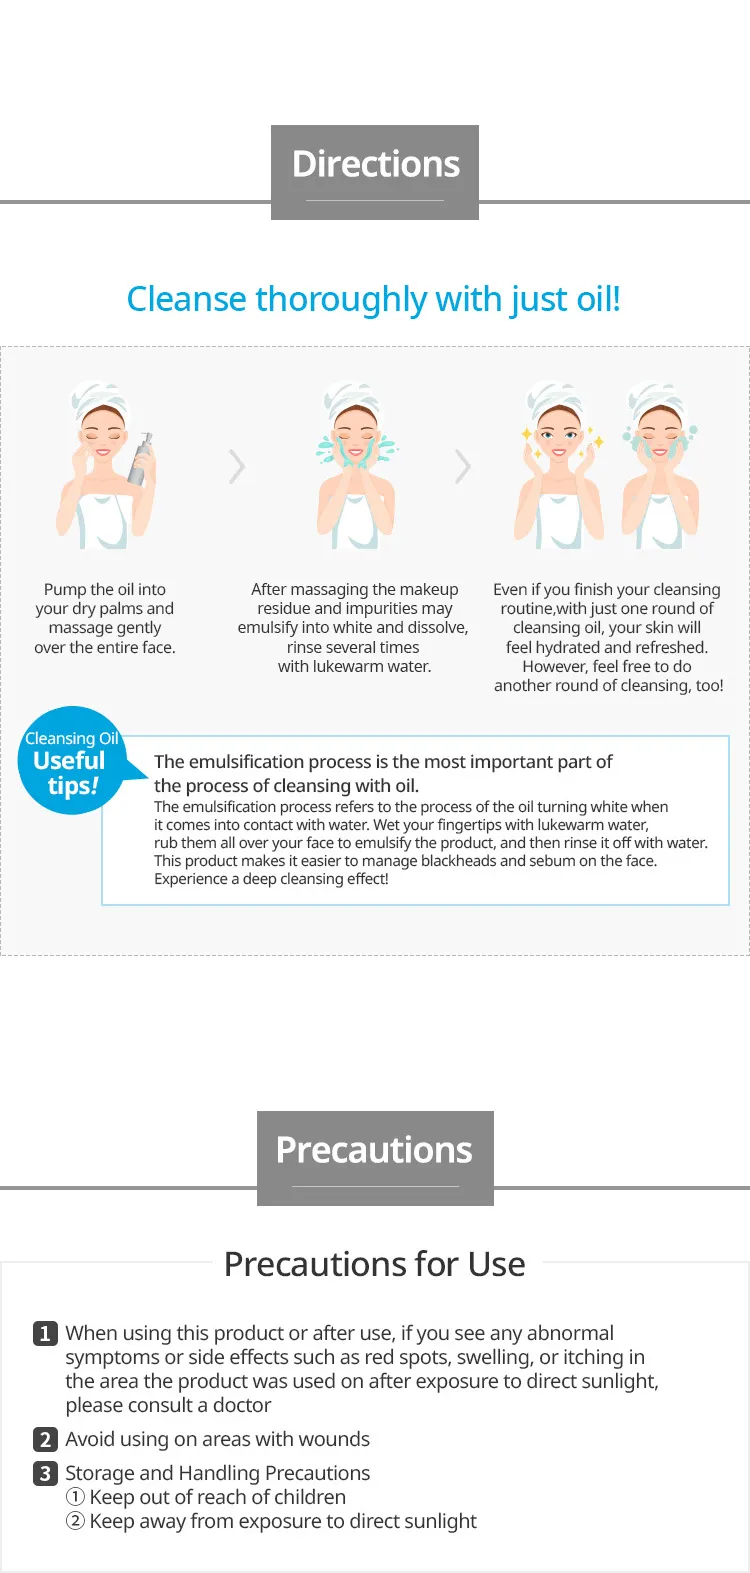 Directions
Cleanse thoroughly with just oil!
Pump the oil into
your dry palms and
massage gently
over the entire face.
After massaging the makeup
residue and impurities may
emulsify into white and dissolve,
rinse several times
with lukewarm water.
Even if you finish your cleansing
routine,with just one round of
cleansing oil, your skin will
feel hydrated and refreshed.
However, feel free to do
another round of cleansing, too!
Cleansing Oil
Useful
tips!
The emulsification process is the most important part of
the process of cleansing with oil.
The emulsification process refers to the process of the oil turning white when
it comes into contact with water. Wet your fingertips with lukewarm water,
rub them all over your face to emulsify the product, and then rinse it off with water.
This product makes it easier to manage blackheads and sebum on the face.
Experience a deep cleansing effect!
Precautions
Precautions for Use
1 When using this product or after use, if you see any abnormal
symptoms or side effects such as red spots, swelling, or itching in
the area the product was used on after exposure to direct sunlight,
please consult a doctor
2 Avoid using on areas with wounds
3 Storage and Handling Precautions
① Keep out of reach of children
② Keep away from exposure to direct sunlight